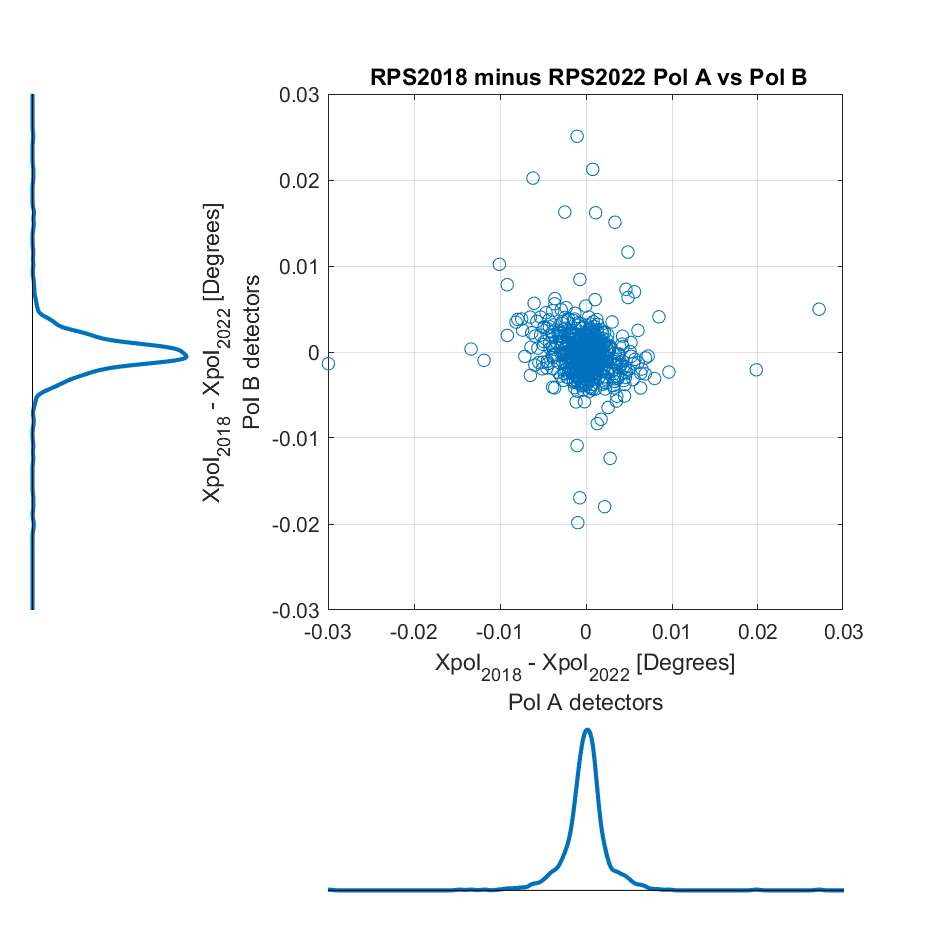 RPS2018 minus RPS2022 Pol A vs Pol B
0.03
0.02
0.01
0
-0.01
-0.02
-0.03
Xpol2018 - Xpol2022 [Degrees]
Pol B detectors
-0.03 -0.02 -0.01 0 0.01 0.02 0.03
Xpol2018 - Xpol2022 [Degrees]
Pol A detectors